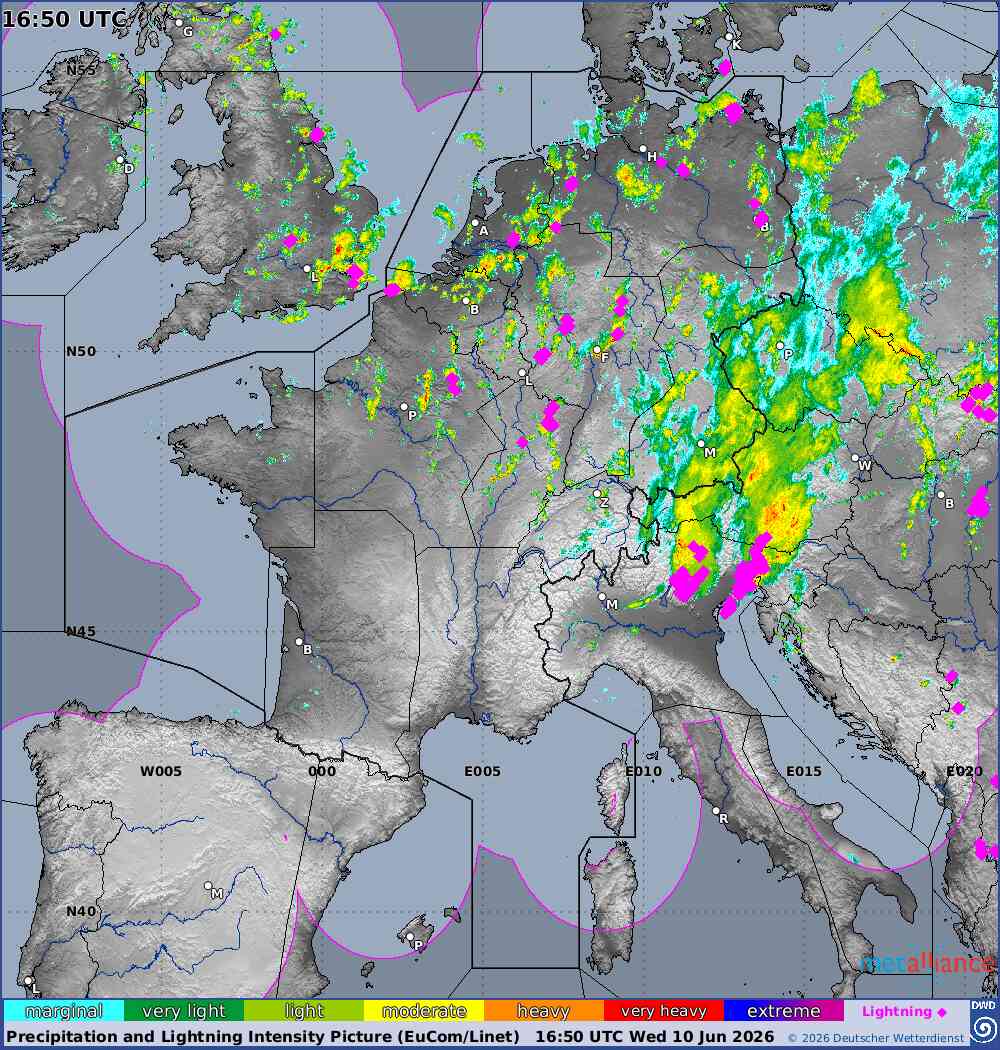 16:50 UTC
G
K
N55
D
H
A
B
L
B
N50
F
P
L
P
M
W
B
Z
M
N45
B
W005
000
E005
E010
E015
E020
R
M
N40
P
L
metalliance
marginal very light light moderate heavy very heavy extreme Lightning
DWD
Precipitation and Lightning Intensity Picture (EuCom/Linet) 16:50 UTC Wed 10 Jun 2026 © 2026 Deutscher Wetterdienst